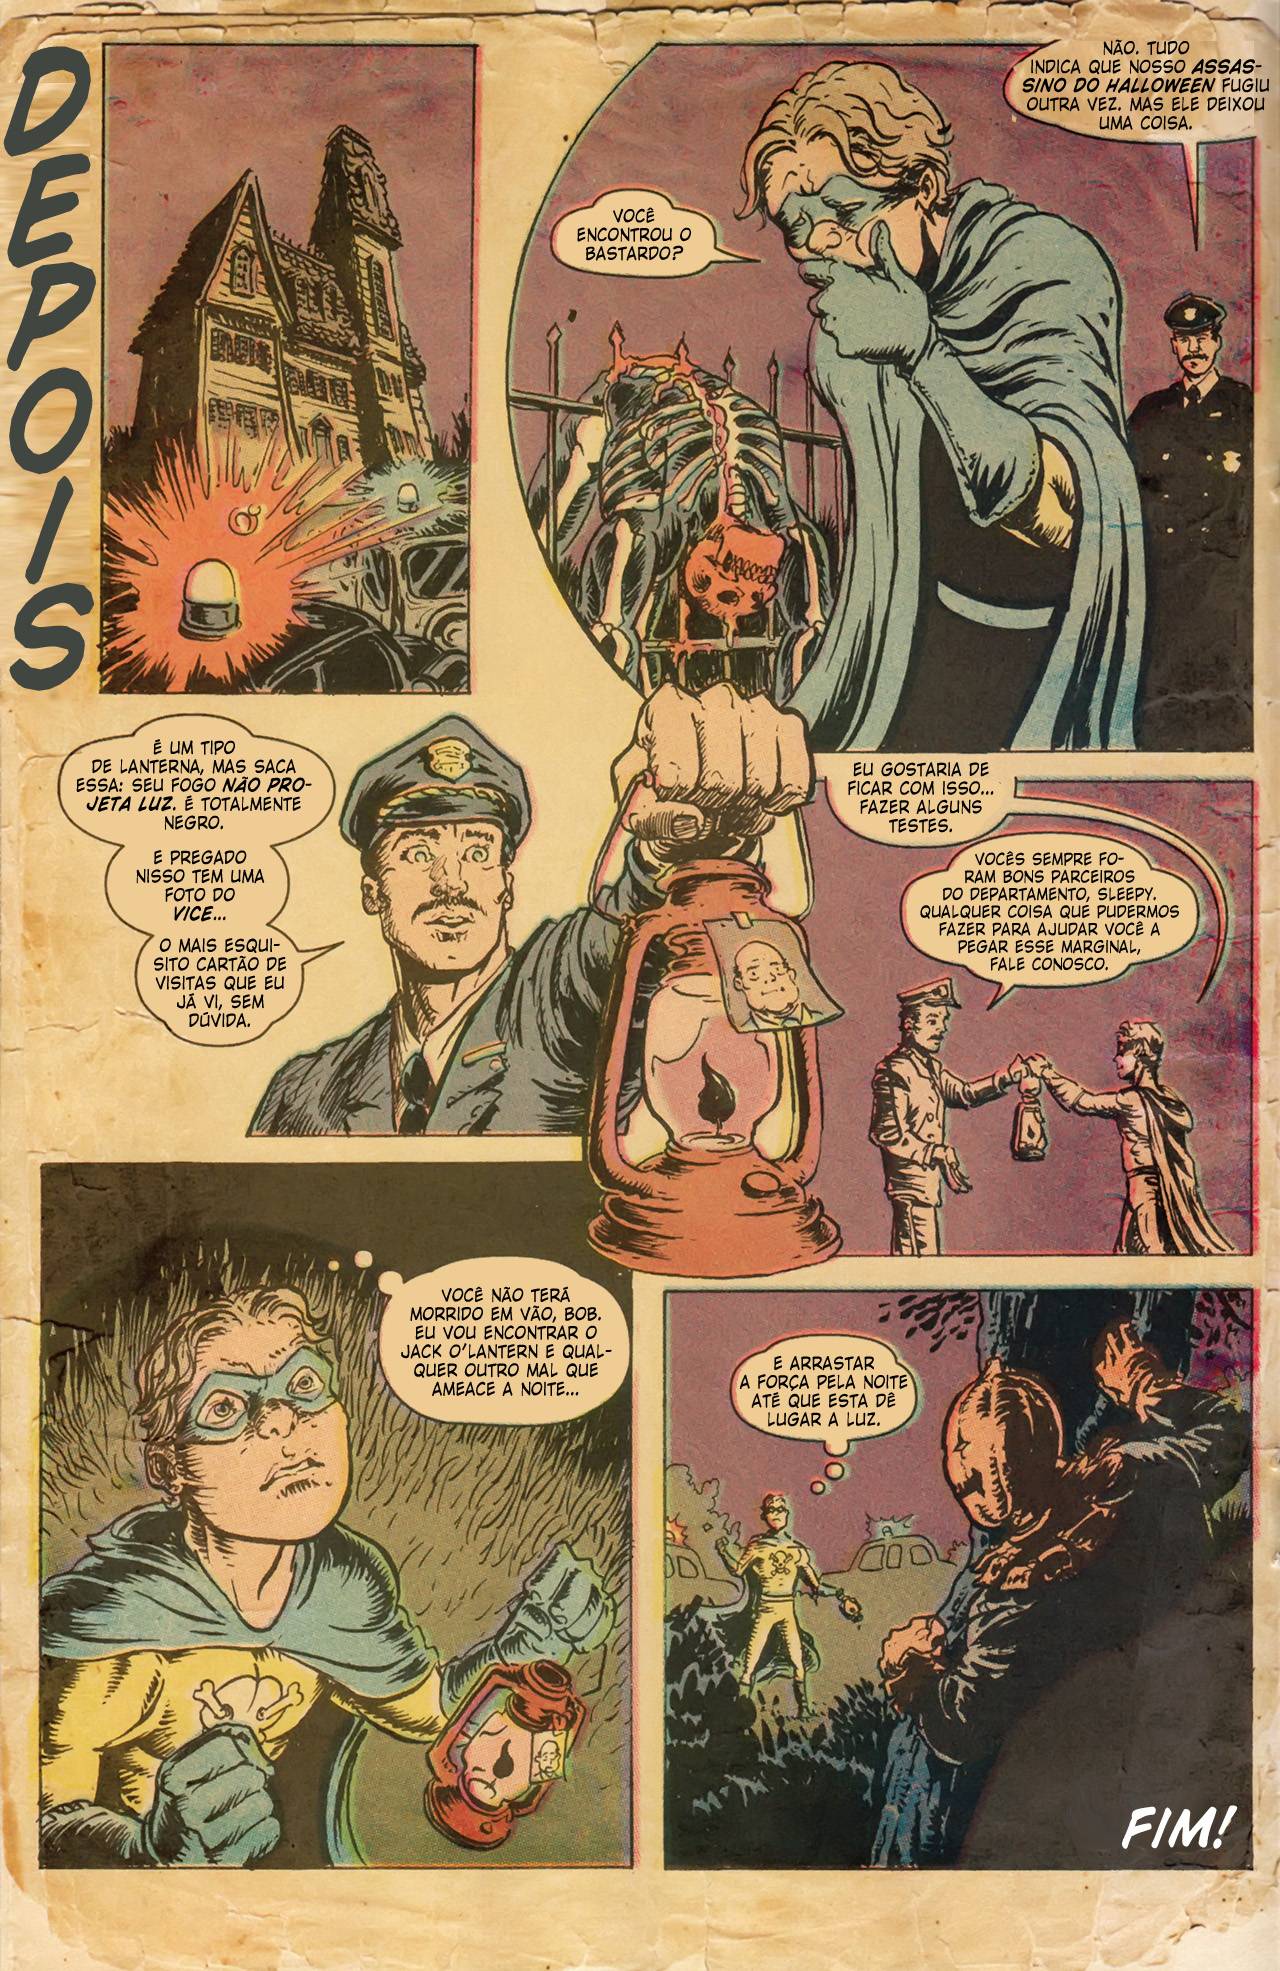 DEPOIS
VOCÊ
ENCONTROU O
BASTARDO?
NÃO. TUDO
INDICA QUE NOSSO ASSAS-
SINO DO HALLOWEEN FUGIU
OUTRA VEZ. MAS ELE DEIXOU
UMA COISA.
É UM TIPO
DE LANTERNA, MAS SACA
ESSA: SEU FOGO NÃO PRO-
JETA LUZ. É TOTALMENTE
NEGRO.
E PREGADO
NISSO TEM UMA
FOTO DO
VICE...
O MAIS ESQUI-
SITO CARTÃO DE
VISITAS QUE EU
JÁ VI, SEM
DÚVIDA.
EU GOSTARIA DE
FICAR COM ISSO...
FAZER ALGUNS
TESTES.
VOCÊS SEMPRE FO-
RAM BONS PARCEIROS
DO DEPARTAMENTO, SLEEPY.
QUALQUER COISA QUE PUDERMOS
FAZER PARA AJUDAR VOCÊ A
PEGAR ESSE MARGINAL,
FALE CONOSCO.
VOCÊ NÃO TERÁ
MORRIDO EM VÃO, BOB.
EU VOU ENCONTRAR O
JACK O'LANTERN E QUAL-
QUER OUTRO MAL QUE
AMEACE A NOITE...
E ARRASTAR
A FORÇA PELA NOITE
ATÉ QUE ESTA DÊ
LUGAR A LUZ.
FIM!